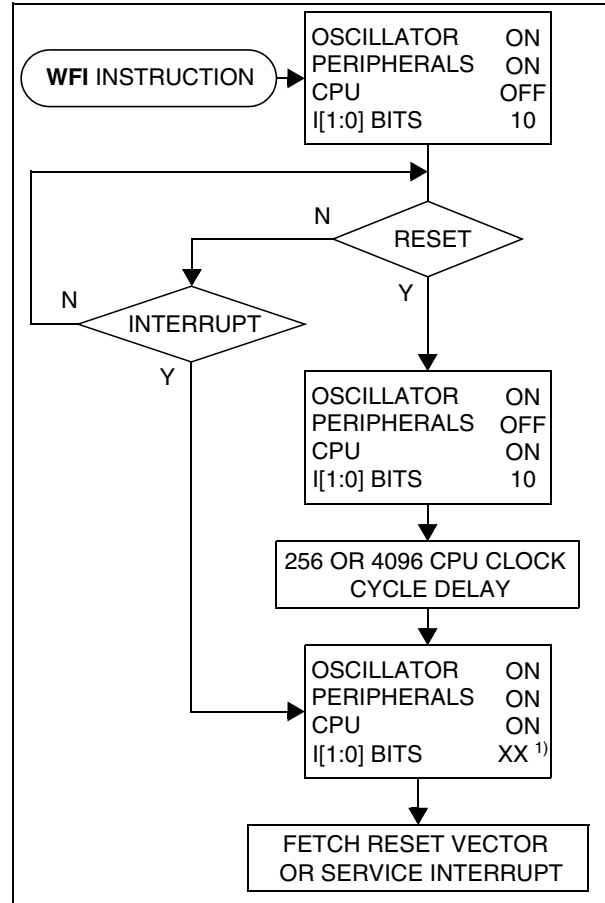 WFI INSTRUCTION
OSCILLATOR ON
PERIPHERALS ON
CPU OFF
I[1:0] BITS 10
N
RESET
Y
N
INTERRUPT
Y
OSCILLATOR ON
PERIPHERALS OFF
CPU ON
I[1:0] BITS 10
256 OR 4096 CPU CLOCK
CYCLE DELAY
OSCILLATOR ON
PERIPHERALS ON
CPU ON
I[1:0] BITS XX 1)
FETCH RESET VECTOR
OR SERVICE INTERRUPT